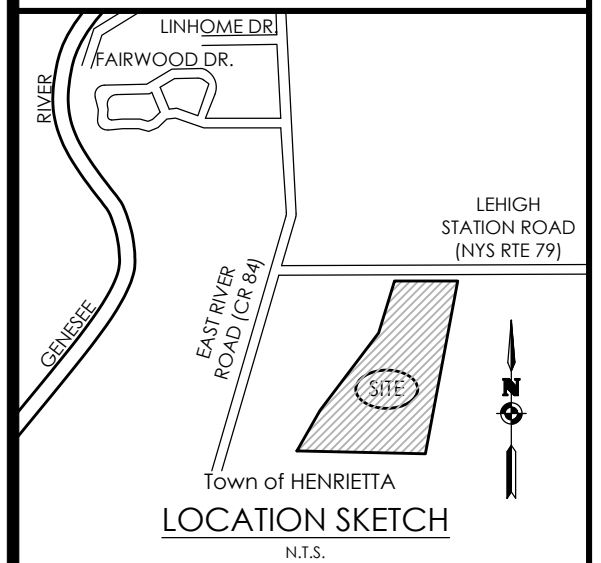 LINHOME DR.
FAIRWOOD DR.
RIVER
LEHIGH
STATION ROAD
(NYS RTE 79)
EAST RIVER
ROAD (CR 84)
GENESEE
SITE
N
Town of HENRIETTA
LOCATION SKETCH
N.T.S.